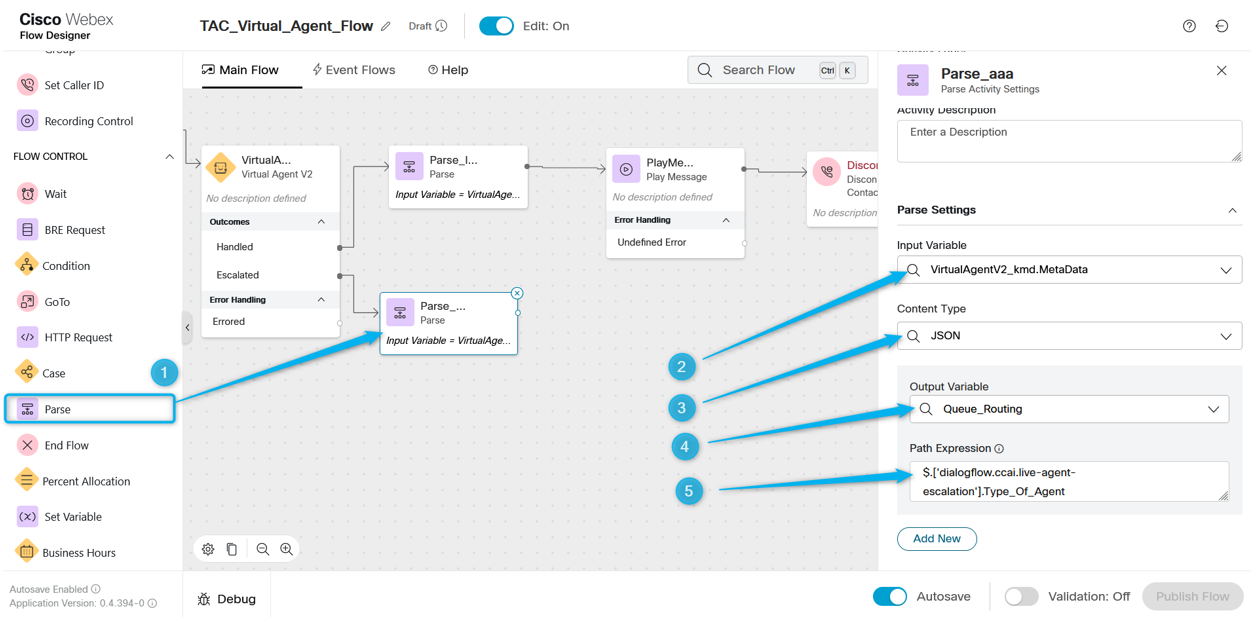 Cisco Webex
Flow Designer
TAC_Virtual_Agent_Flow
Draft
Edit: On
Group
Set Caller ID
Recording Control
FLOW CONTROL
Wait
BRE Request
Condition
GoTo
HTTP Request
Case
Parse
End Flow
Percent Allocation
Set Variable
Business Hours
Autosave Enabled
Application Version: 0.4.394-0
Main Flow
Event Flows
Help
Search Flow
Ctrl
K
VirtualA...
Virtual Agent V2
No description defined
Outcomes
Handled
Escalated
Error Handling
Errored
Parse_I...
Parse
Input Variable = VirtualAge...
Parse_...
Parse
Input Variable = VirtualAge...
PlayMe...
Play Message
No description defined
Error Handling
Undefined Error
Discon
Discon
Contac
No description
1
2
3
4
5
Debug
Parse_aaa
Parse Activity Settings
Activity Description
Enter a Description
Parse Settings
Input Variable
VirtualAgentV2_kmd.MetaData
Content Type
JSON
Output Variable
Queue_Routing
Path Expression
$.['dialogflow.ccai.live-agent-
escalation'].Type_Of_Agent
Add New
Autosave
Validation: Off
Publish Flow